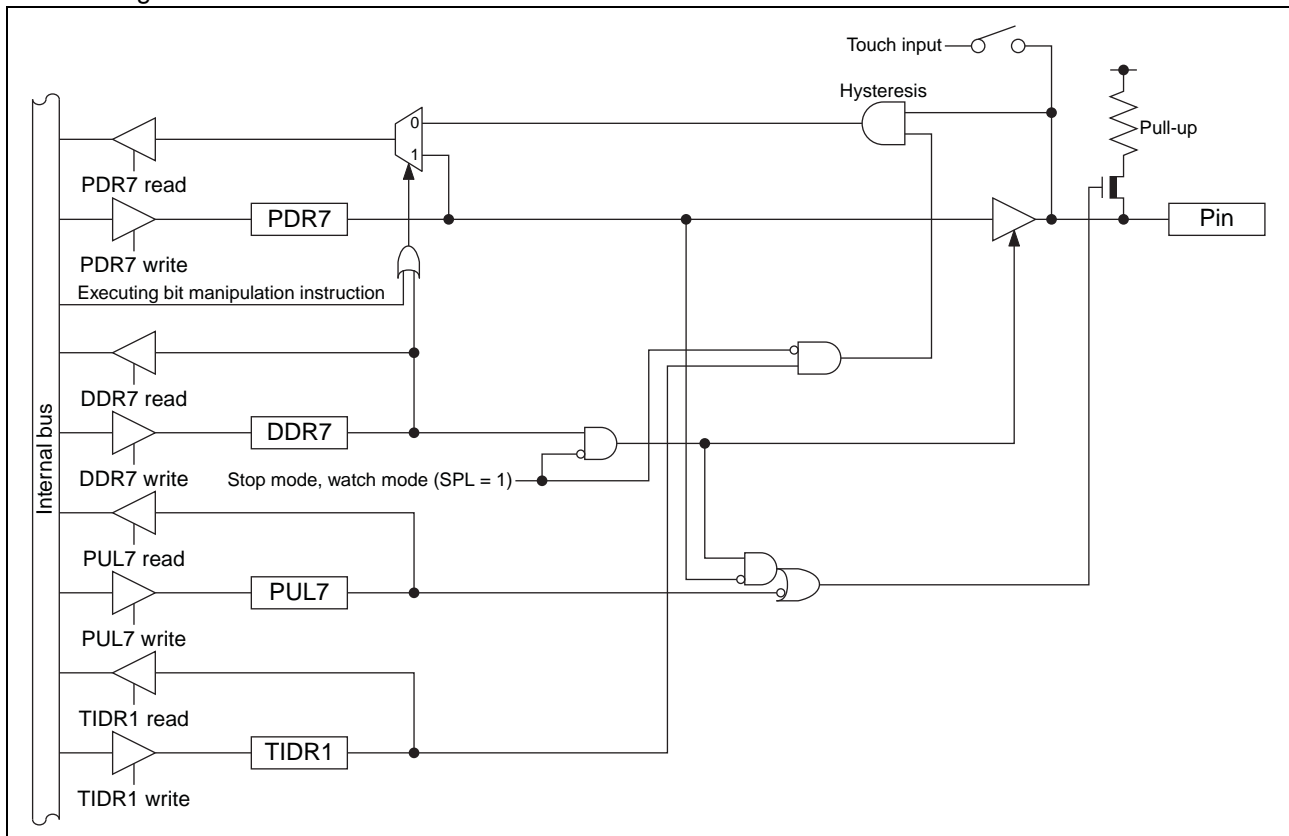 Touch input
Hysteresis
0
Pull-up
1
PDR7 read
PDR7
Pin
PDR7 write
Executing bit manipulation instruction
DDR7 read
DDR7
Internal bus
DDR7 write
Stop mode, watch mode (SPL = 1)
PUL7 read
PUL7
PUL7 write
TIDR1 read
TIDR1
TIDR1 write